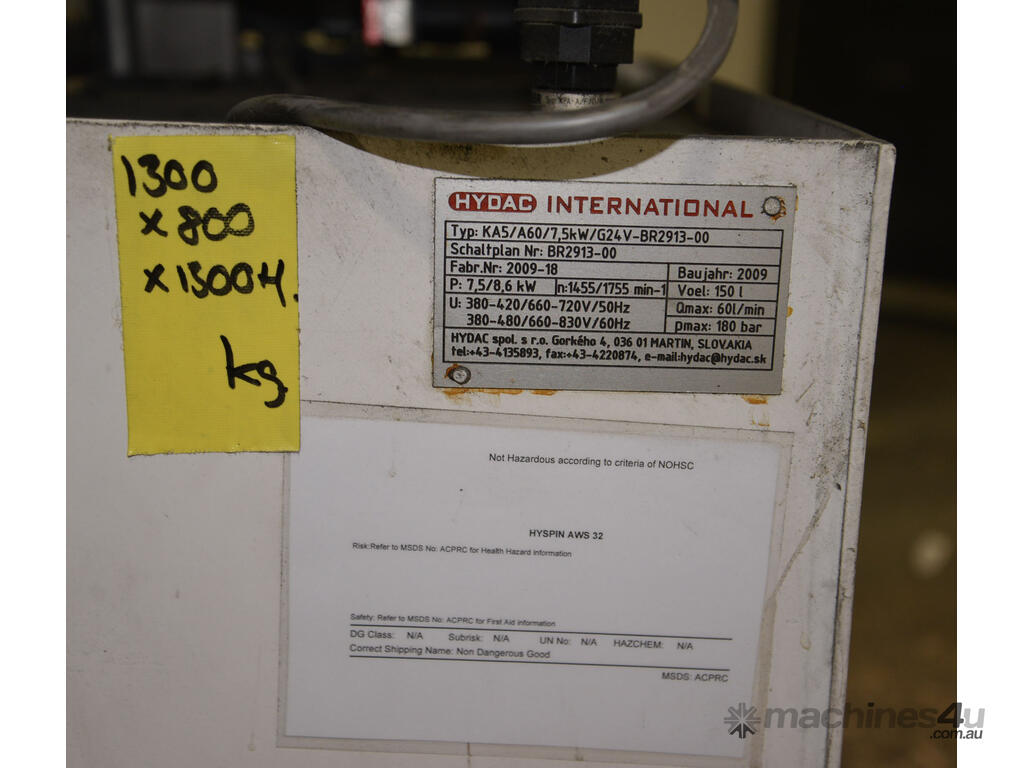 1300
x 800
x 1500H.
kg
HYDAC INTERNATIONAL
Typ: KA5/A60/7,5kW/G24V-BR2913-00
Schaltplan Nr: BR2913-00
Fabr.Nr: 2009-18
Baujahr: 2009
P: 7,5/8,6 kW
n:1455/1755 min-1
Voel: 150 l
U: 380-420/660-720V/50Hz
Qmax: 60l/min
380-480/660-830V/60Hz
pmax: 180 bar
HYDAC spol. s r.o. Gorkého 4, 036 01 MARTIN, SLOVAKIA
tel:+43-4135893, fax:+43-4220874, e-mail:hydac@hydac.sk
Not Hazardous according to criteria of NOHSC
HYSPIN AWS 32
Risk:Refer to MSDS No: ACPRC for Health Hazard information
Safety: Refer to MSDS No: ACPRC for First Aid information
DG Class: N/A Subrisk: N/A UN No: N/A HAZCHEM: N/A
Correct Shipping Name: Non Dangerous Good
MSDS: ACPRC
machines4u
.com.au